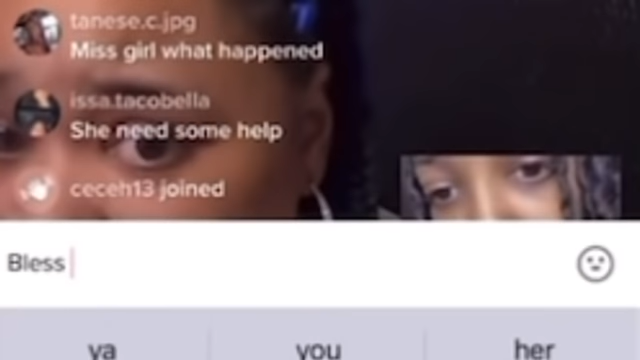 tanese.c.jpg
Miss girl what happened
issa.tacobella
She need some help
ceceh13 joined
Bless
ya you her